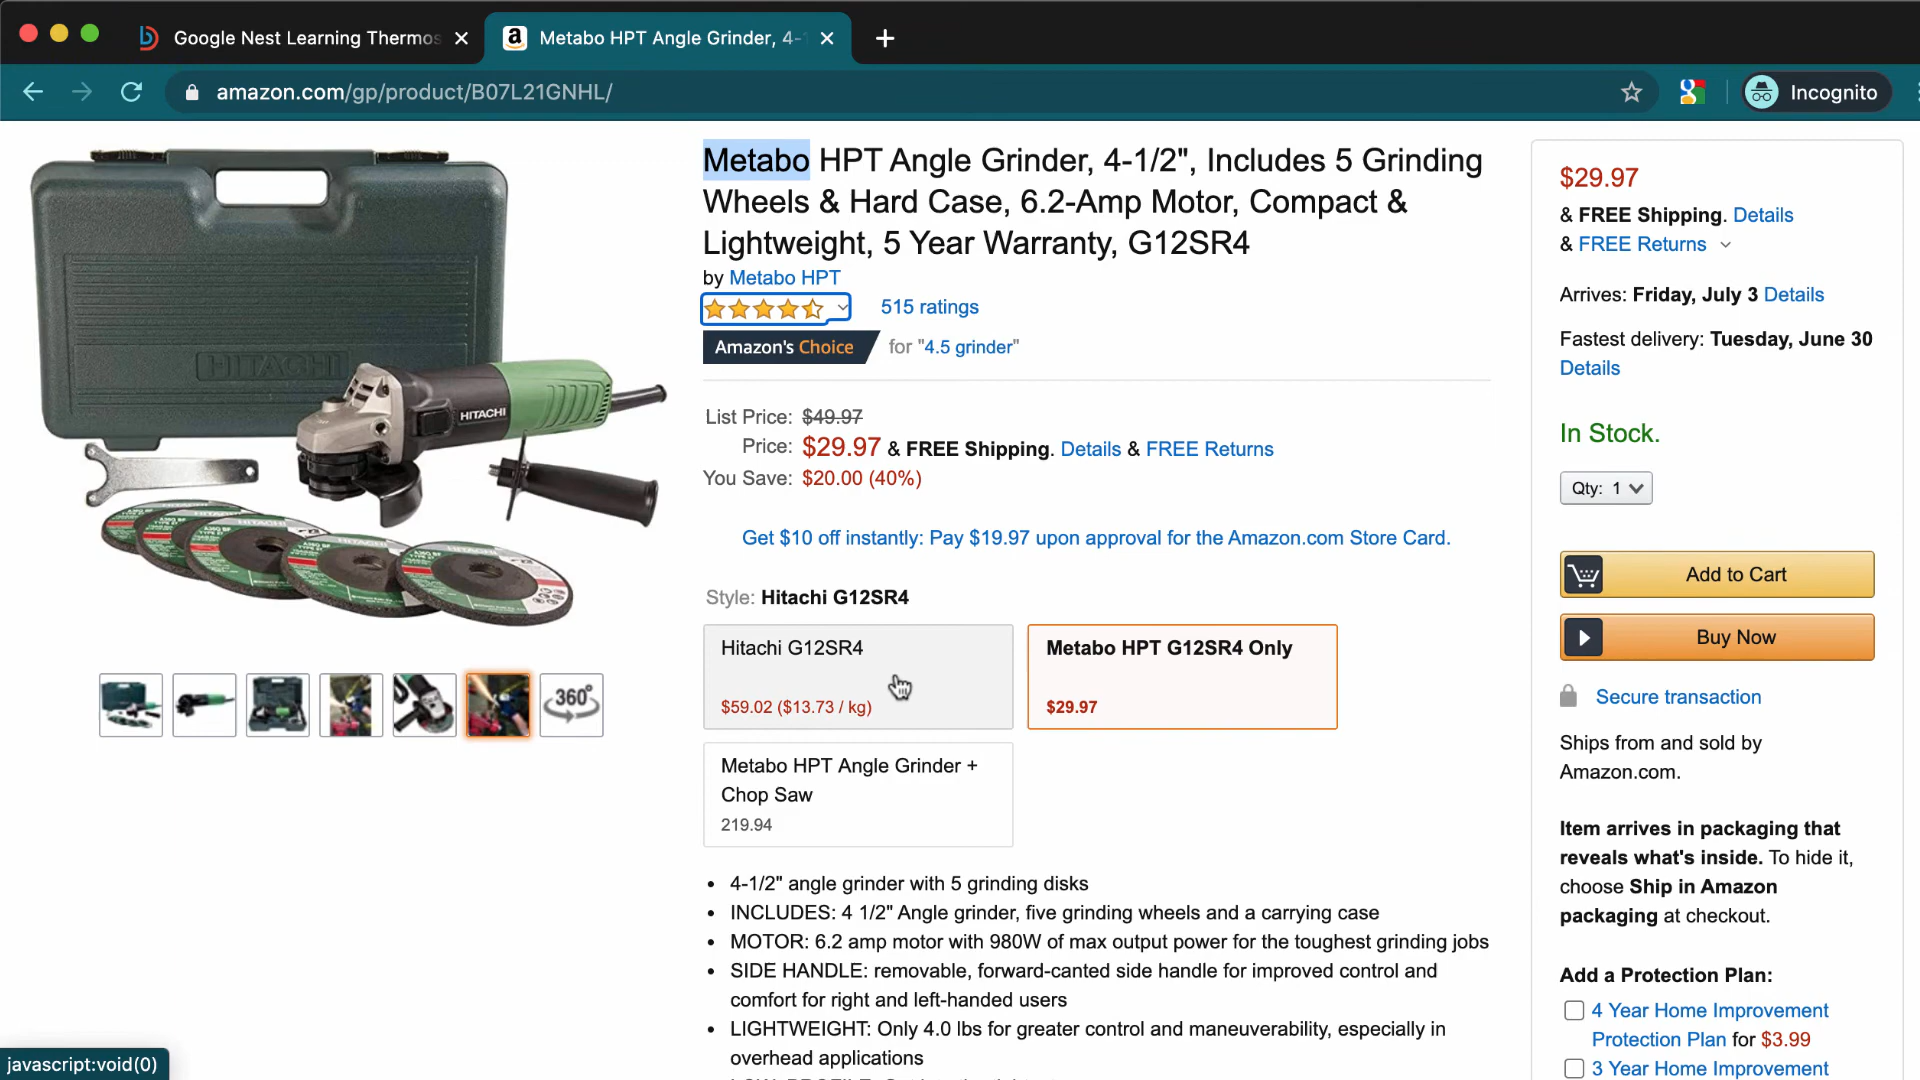 Google Nest Learning Thermos
Metabo HPT Angle Grinder, 4-
amazon.com/gp/product/B07L21GNHL/
Incognito
HITACHI
HITACHI
360°
Metabo HPT Angle Grinder, 4-1/2", Includes 5 Grinding
Wheels & Hard Case, 6.2-Amp Motor, Compact &
Lightweight, 5 Year Warranty, G12SR4
by Metabo HPT
515 ratings
Amazon's Choice for "4.5 grinder"
List Price: $49.97
Price: $29.97 & FREE Shipping. Details & FREE Returns
You Save: $20.00 (40%)
Get $10 off instantly: Pay $19.97 upon approval for the Amazon.com Store Card.
Style: Hitachi G12SR4
Hitachi G12SR4
$59.02 ($13.73 / kg)
Metabo HPT G12SR4 Only
$29.97
Metabo HPT Angle Grinder +
Chop Saw
219.94
• 4-1/2" angle grinder with 5 grinding disks
• INCLUDES: 4 1/2" Angle grinder, five grinding wheels and a carrying case
• MOTOR: 6.2 amp motor with 980W of max output power for the toughest grinding jobs
• SIDE HANDLE: removable, forward-canted side handle for improved control and
comfort for right and left-handed users
• LIGHTWEIGHT: Only 4.0 lbs for greater control and maneuverability, especially in
overhead applications
$29.97
& FREE Shipping. Details
& FREE Returns
Arrives: Friday, July 3 Details
Fastest delivery: Tuesday, June 30
Details
In Stock.
Qty: 1
Add to Cart
Buy Now
Secure transaction
Ships from and sold by
Amazon.com.
Item arrives in packaging that
reveals what's inside. To hide it,
choose Ship in Amazon
packaging at checkout.
Add a Protection Plan:
4 Year Home Improvement
Protection Plan for $3.99
3 Year Home Improvement
javascript:void(0)